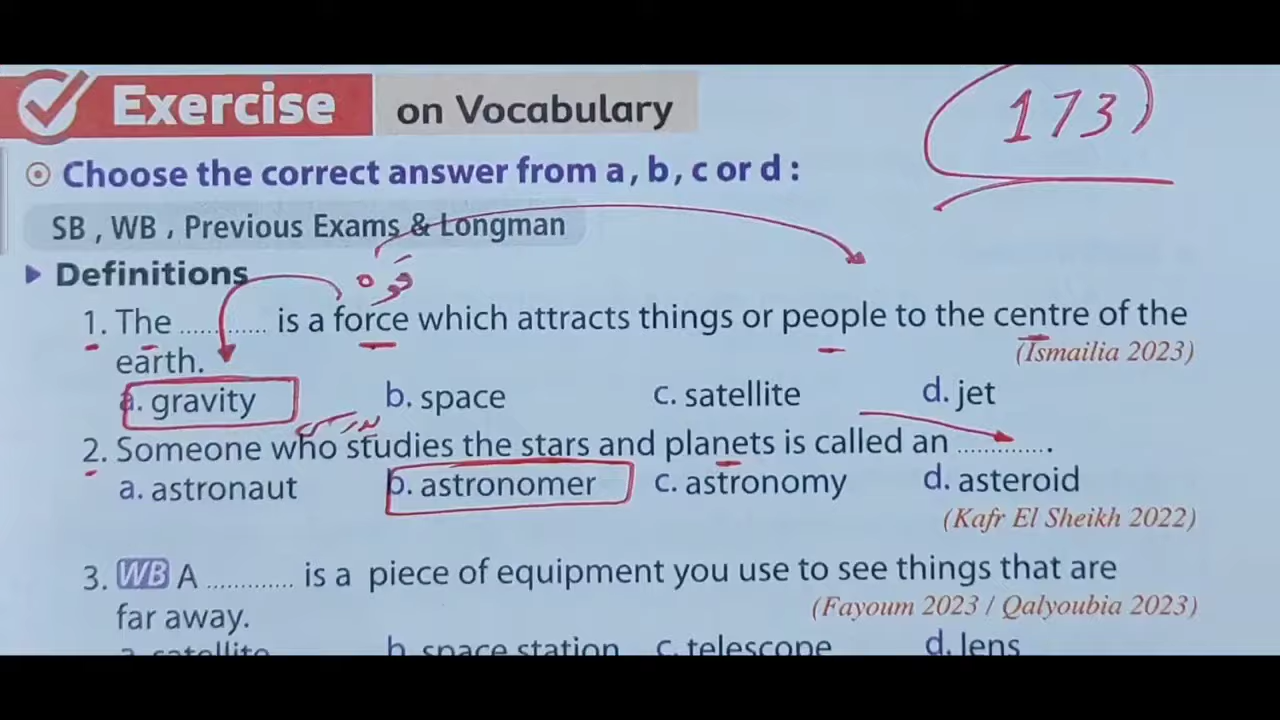 Exercise on Vocabulary
173
Choose the correct answer from a, b, c or d :
SB , WB , Previous Exams & Longman
Definitions
قوه
1. The ............ is a force which attracts things or people to the centre of the
earth.
(Ismailia 2023)
a. gravity b. space c. satellite d. jet
يدرس
2. Someone who studies the stars and planets is called an ............ .
a. astronaut b. astronomer c. astronomy d. asteroid
(Kafr El Sheikh 2022)
3. WB A ............ is a piece of equipment you use to see things that are
far away.
(Fayoum 2023 / Qalyoubia 2023)
a. satellite b. space station c. telescope d. lens